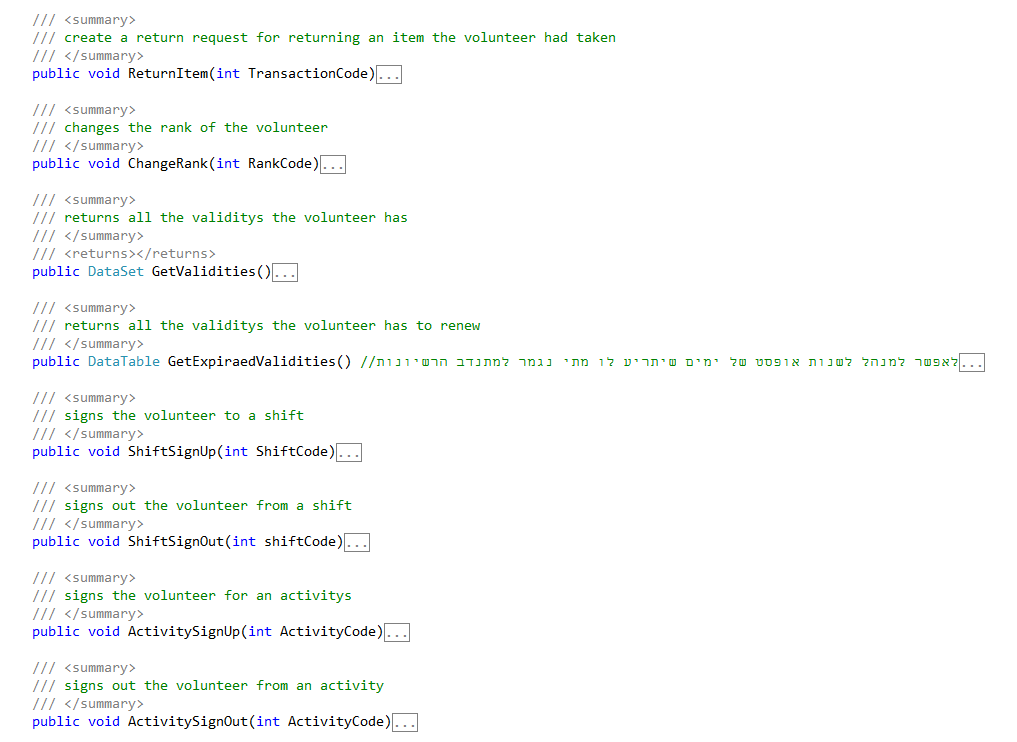 /// <summary>
/// create a return request for returning an item the volunteer had taken
/// </summary>
public void ReturnItem(int TransactionCode)...
/// <summary>
/// changes the rank of the volunteer
/// </summary>
public void ChangeRank(int RankCode)...
/// <summary>
/// returns all the validitys the volunteer has
/// </summary>
/// <returns></returns>
public DataSet GetValidities()...
/// <summary>
/// returns all the validitys the volunteer has to renew
/// </summary>
public DataTable GetExpiraedValidities() //לאפשר למנהל לשנות אופסט של ימים שיתריע לו מתי נגמר למתנדב הרשיונות...
/// <summary>
/// signs the volunteer to a shift
/// </summary>
public void ShiftSignUp(int ShiftCode)...
/// <summary>
/// signs out the volunteer from a shift
/// </summary>
public void ShiftSignOut(int shiftCode)...
/// <summary>
/// signs the volunteer for an activitys
/// </summary>
public void ActivitySignUp(int ActivityCode)...
/// <summary>
/// signs out the volunteer from an activity
/// </summary>
public void ActivitySignOut(int ActivityCode)...